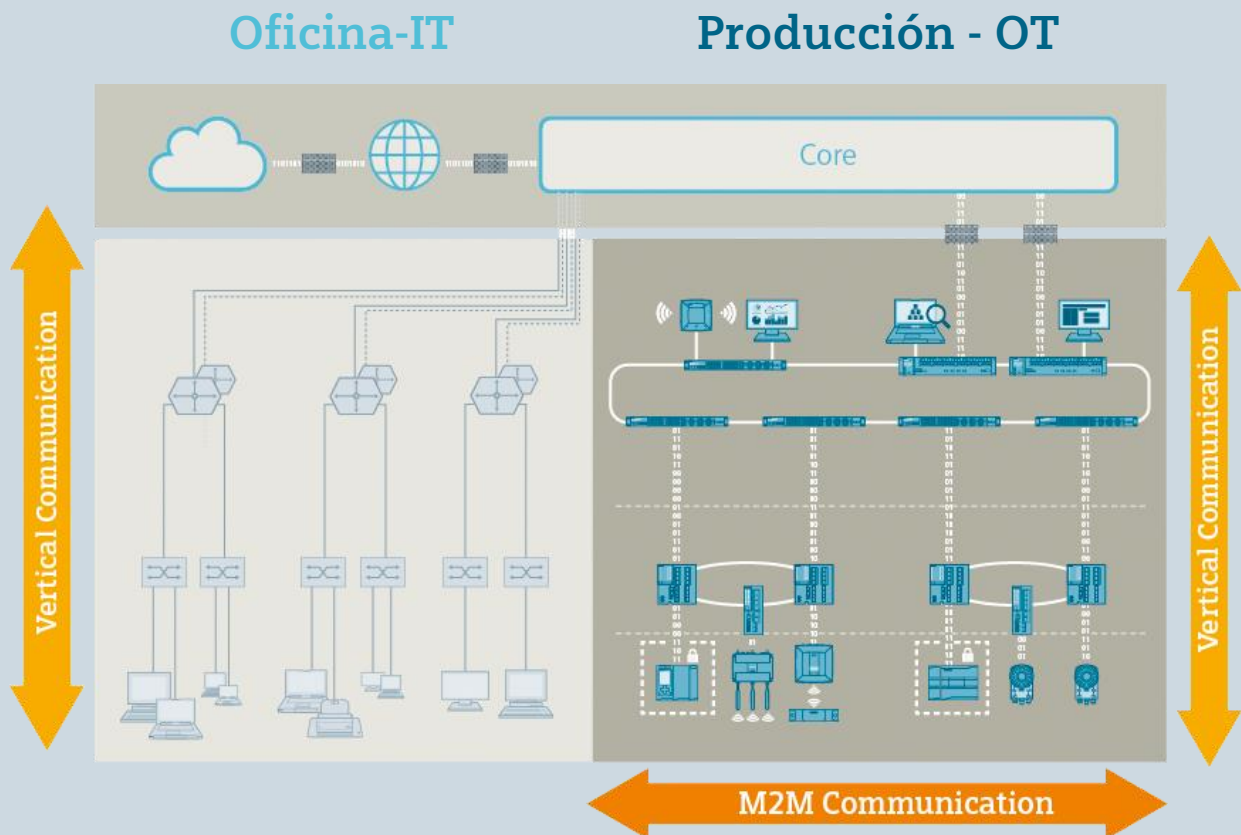 Oficina-IT
Producción - OT
Core
Vertical Communication
Vertical Communication
M2M Communication